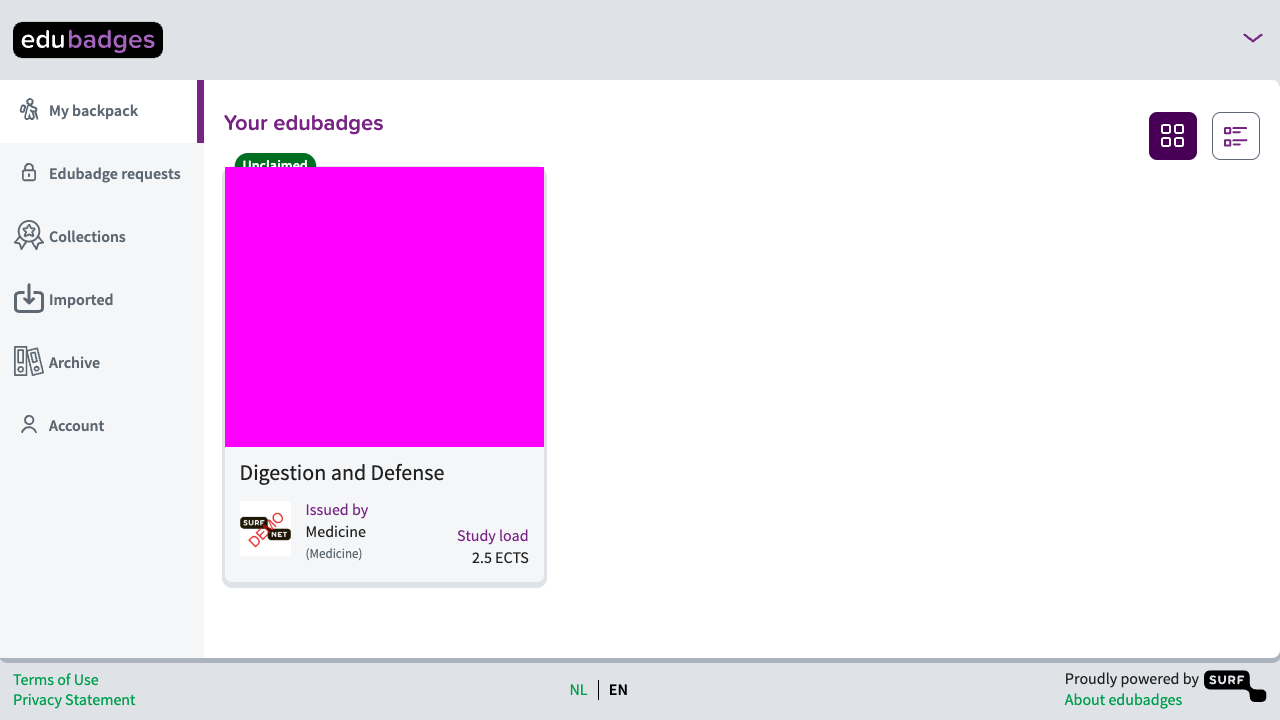 edubadges
My backpack
Edubadge requests
Collections
Imported
Archive
Account
Your edubadges
Unclaimed
Digestion and Defense
SURF
NET
DEMO
Issued by
Medicine
(Medicine)
Study load
2.5 ECTS
Terms of Use
Privacy Statement
NL
EN
Proudly powered by
SURF
About edubadges